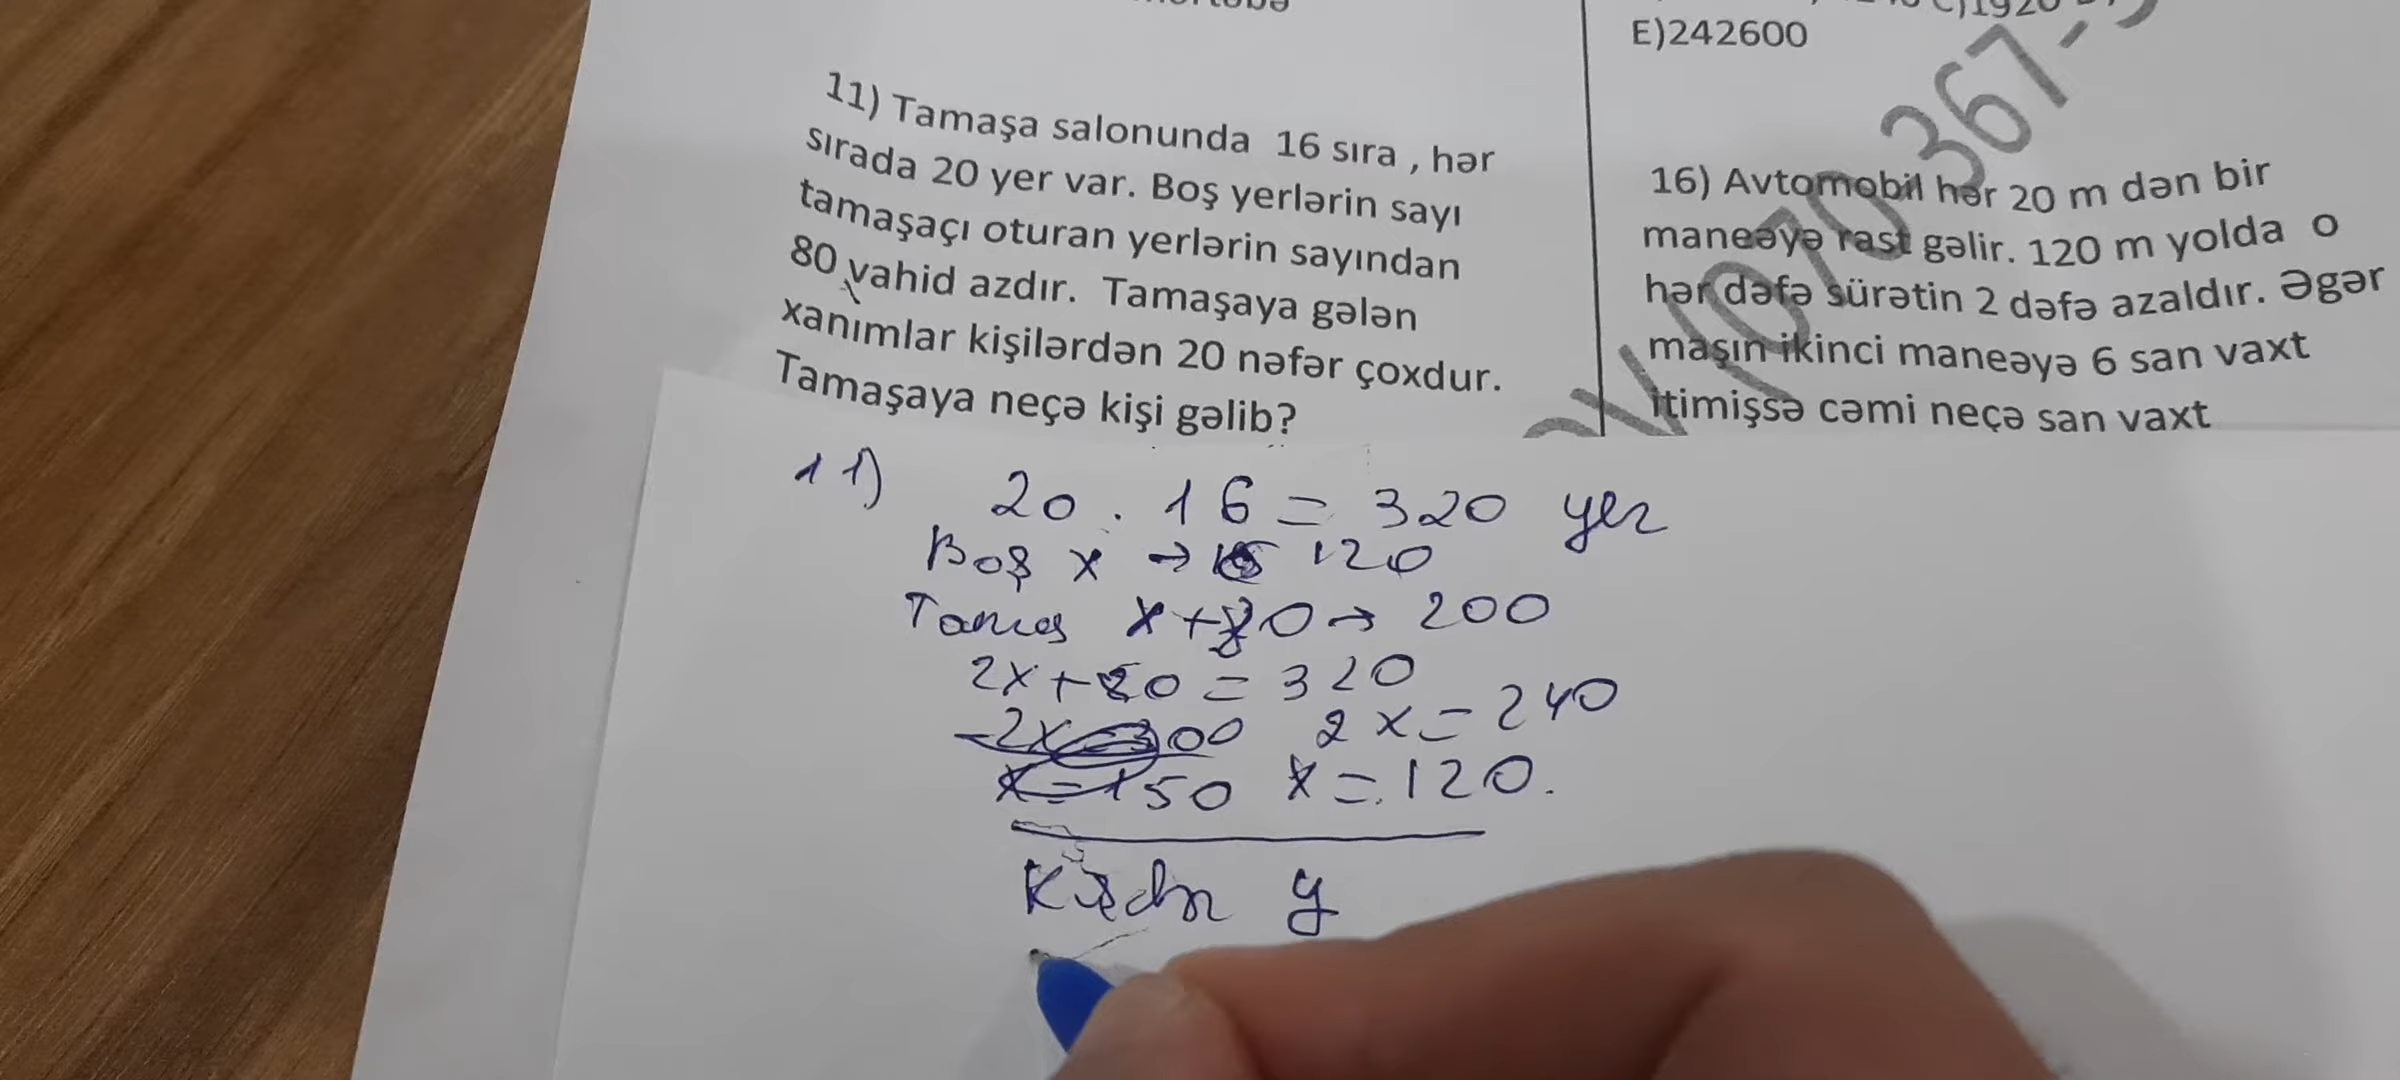 E)242600
11) Tamaşa salonunda 16 sıra , hər
sırada 20 yer var. Boş yerlərin sayı
tamaşaçı oturan yerlərin sayından
80 vahid azdır. Tamaşaya gələn
xanımlar kişilərdən 20 nəfər çoxdur.
Tamaşaya neçə kişi gəlib?
16) Avtomobil hər 20 m dən bir
maneəyə rast gəlir. 120 m yolda o
hər dəfə sürətin 2 dəfə azaldır. Əgər
maşın ikinci maneəyə 6 san vaxt
itimişsə cəmi neçə san vaxt
070 367-
11)
20 · 16 = 320 yer
Boş x → 120
x+80 → 200
2x+80 = 320
2x = 240
x = 120.
y